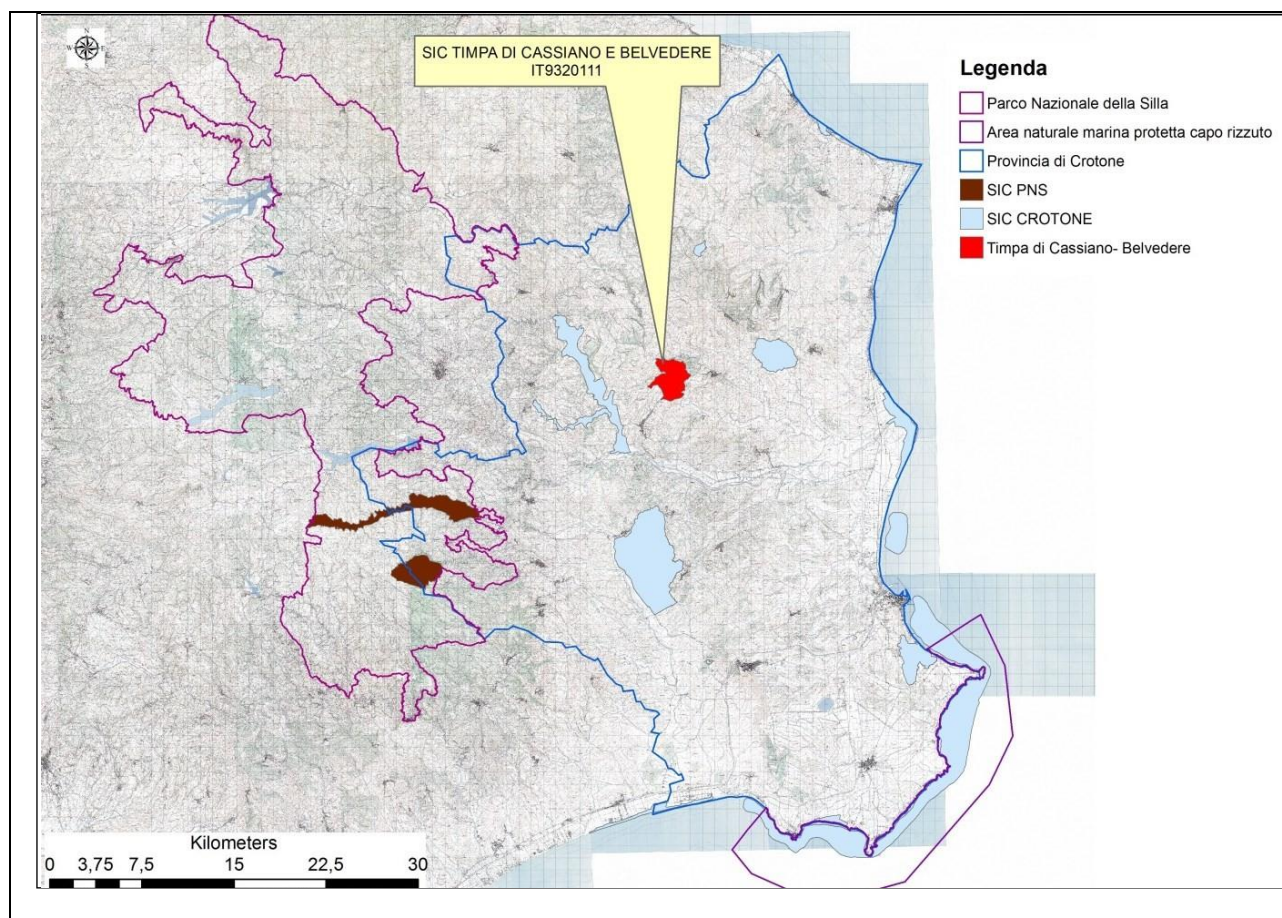 N
W E
S
SIC TIMPA DI CASSIANO E BELVEDERE
IT9320111
Legenda
Parco Nazionale della Silla
Area naturale marina protetta capo rizzuto
Provincia di Crotone
SIC PNS
SIC CROTONE
Timpa di Cassiano- Belvedere
Kilometers
0 3,75 7,5 15 22,5 30